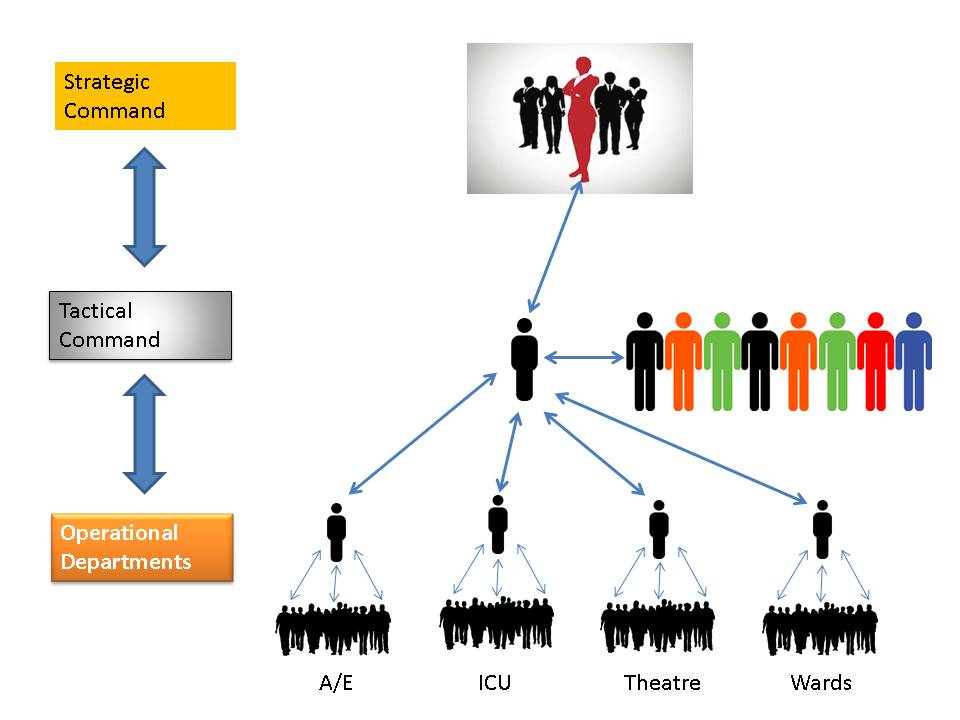 Strategic
Command
Tactical
Command
Operational
Departments
A/E
ICU
Theatre
Wards